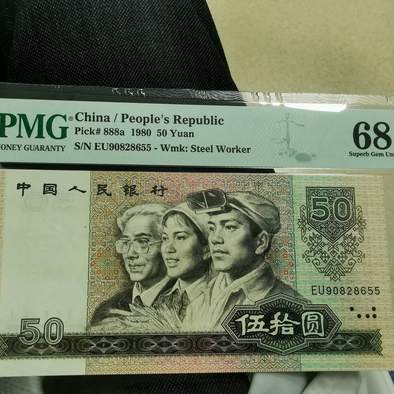 PMG
China / People's Republic
Pick# 888a 1980 50 Yuan
S/N EU90828655 - Wmk: Steel Worker
MONEY GUARANTY
68
Superb Gem Un
中国人民银行
50
EU90828655
50
伍拾圆